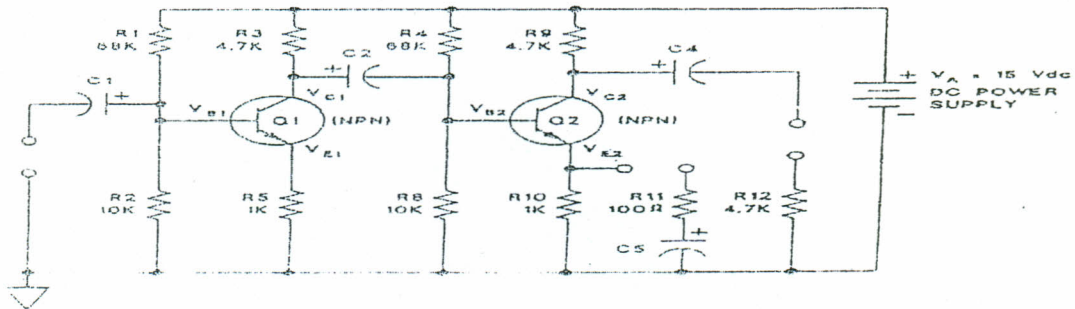 R1
68K
R3
4.7K
R4
68K
R9
4.7K
C1
+
C2
+
C4
+
+
VA = 15 Vdc
DC POWER
SUPPLY
−
VB1
VC1
Q1
(NPN)
VE1
VB2
VC2
Q2
(NPN)
VE2
R2
10K
R5
1K
R8
10K
R10
1K
R11
100Ω
R12
4.7K
C5
+